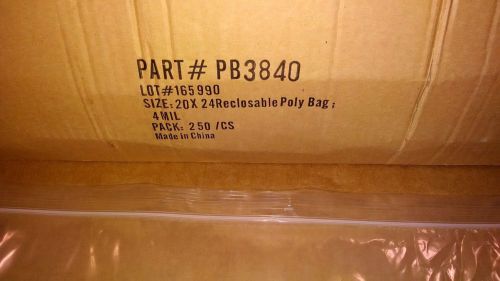 PART# PB3840
LOT#165990
SIZE: 20X 24Reclosable Poly Bag;
4MIL
PACK: 250 /CS
Made in China